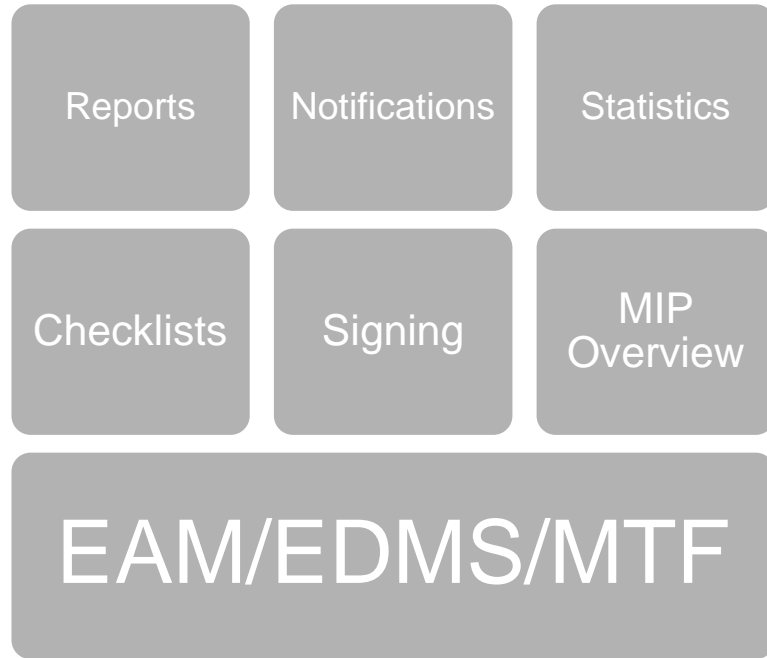 Reports
Notifications
Statistics
Checklists
Signing
MIP
Overview
EAM/EDMS/MTF